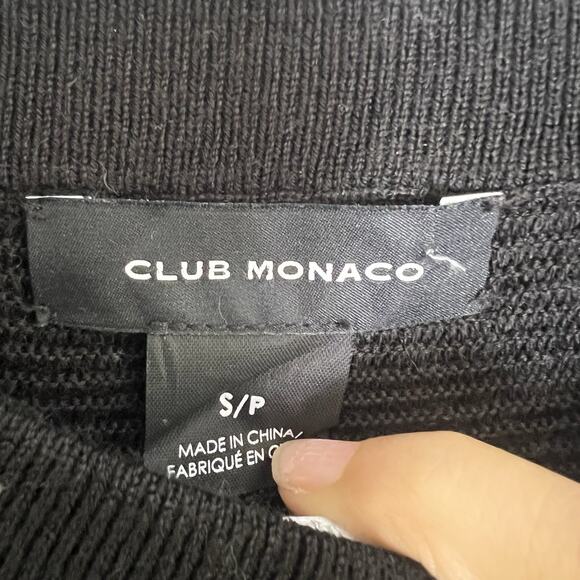 CLUB MONACO
S/P
MADE IN CHINA/
FABRIQUÉ EN